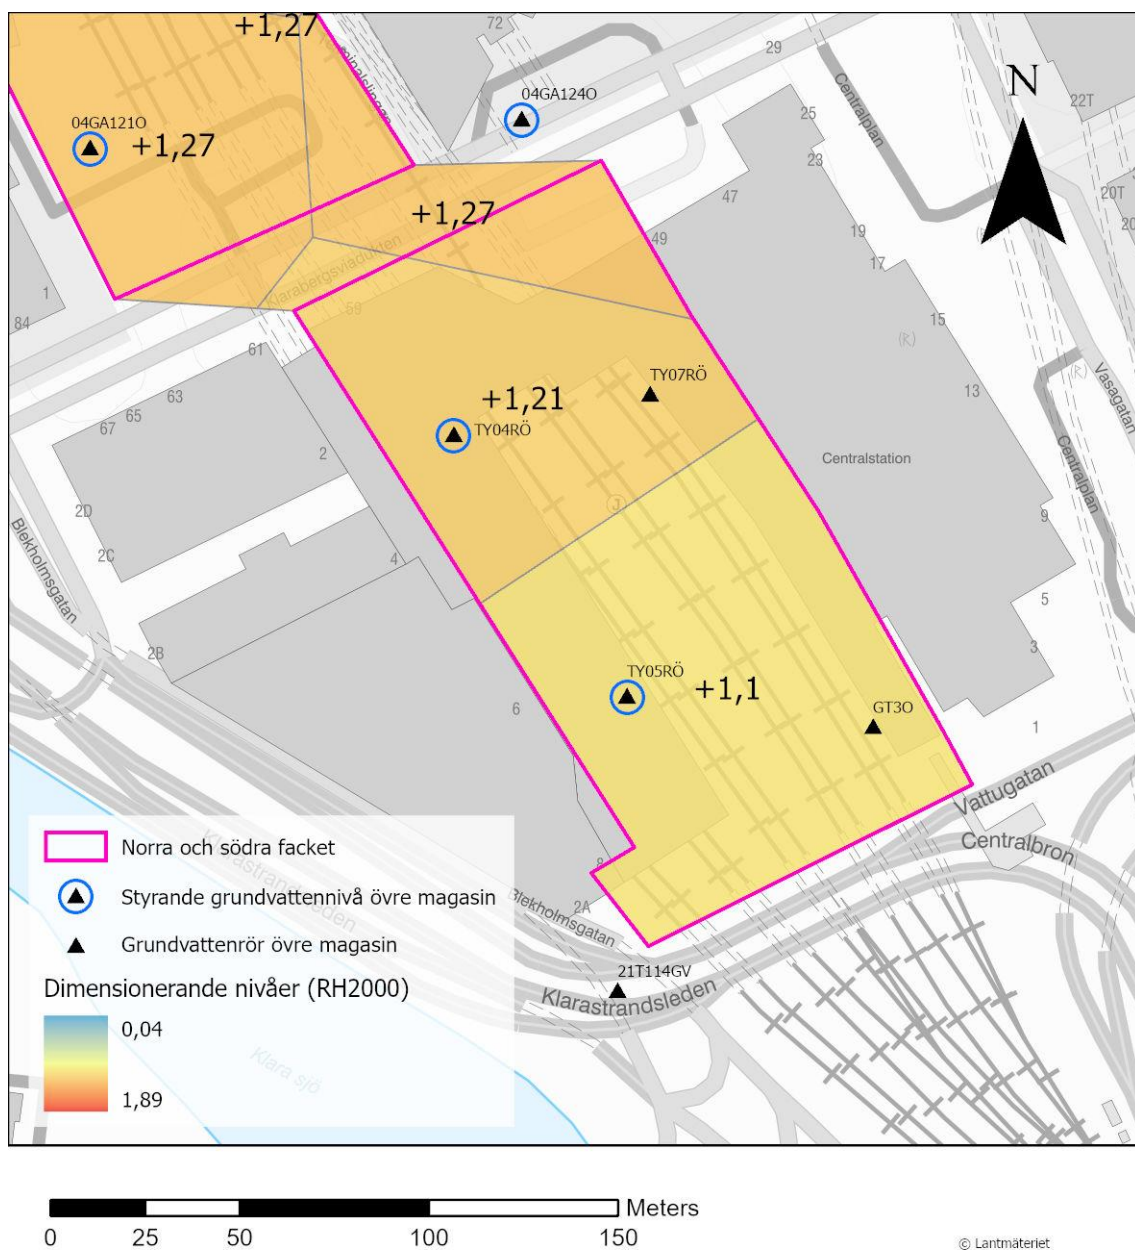 +1,27
72
29
Centralplan
N
22T
04GA124O
04GA121O
+1,27
25
23
20T
20
47
+1,27
49
19
17
Klarabergsviadukten
59
1
84
61
15
(R)
Vasagatan
(R)
TY07RÖ
13
63
65
67
+1,21
TY04RÖ
2
Centralstation
Centralplan
J
2D
9
Blekholmsgatan
2C
4
5
2B
3
TY05RÖ
+1,1
6
GT3O
1
Vattugatan
Centralbron
8
2A
Blekholmsgatan
21T114GV
Klarastrandsleden
Klarastrandsleden
Klara sjö
Norra och södra facket
Styrande grundvattennivå övre magasin
Grundvattenrör övre magasin
Dimensionerande nivåer (RH2000)
0,04
1,89
Meters
0 25 50 100 150
© Lantmäteriet